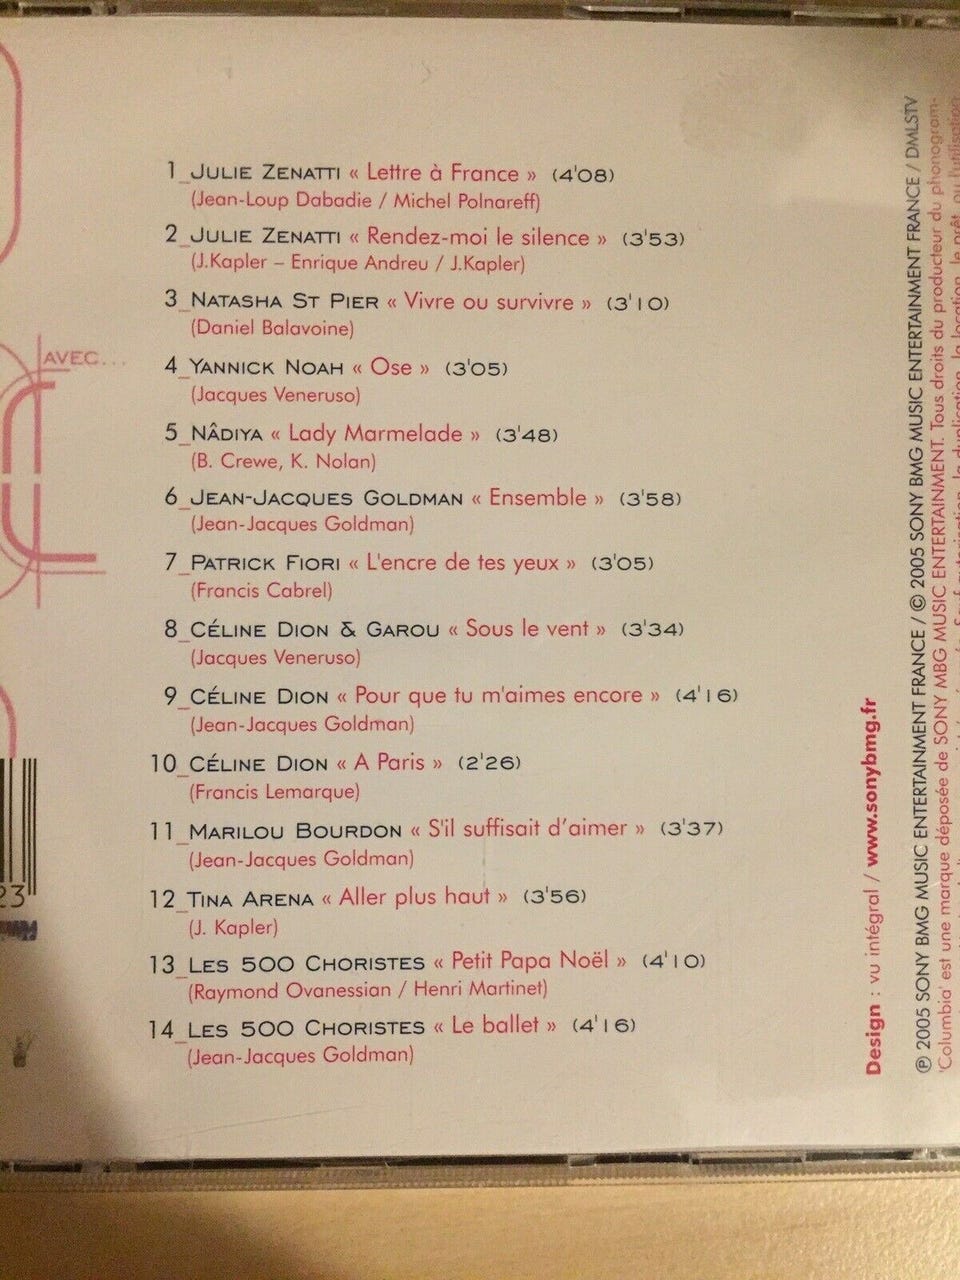 AVEC...
1_JULIE ZENATTI « Lettre à France » (4'08)
(Jean-Loup Dabadie / Michel Polnareff)
2_JULIE ZENATTI « Rendez-moi le silence » (3'53)
(J.Kapler – Enrique Andreu / J.Kapler)
3_NATASHA ST PIER « Vivre ou survivre » (3'10)
(Daniel Balavoine)
4_YANNICK NOAH « Ose » (3'05)
(Jacques Veneruso)
5_NÂDIYA « Lady Marmelade » (3'48)
(B. Crewe, K. Nolan)
6_JEAN-JACQUES GOLDMAN « Ensemble » (3'58)
(Jean-Jacques Goldman)
7_PATRICK FIORI « L'encre de tes yeux » (3'05)
(Francis Cabrel)
8_CÉLINE DION & GAROU « Sous le vent » (3'34)
(Jacques Veneruso)
9_CÉLINE DION « Pour que tu m'aimes encore » (4'16)
(Jean-Jacques Goldman)
10_CÉLINE DION « A Paris » (2'26)
(Francis Lemarque)
11_MARILOU BOURDON « S'il suffisait d'aimer » (3'37)
(Jean-Jacques Goldman)
12_TINA ARENA « Aller plus haut » (3'56)
(J. Kapler)
13_LES 500 CHORISTES « Petit Papa Noël » (4'10)
(Raymond Ovanessian / Henri Martinet)
14_LES 500 CHORISTES « Le ballet » (4'16)
(Jean-Jacques Goldman)
23
Design : vu intégral / www.sonybmg.fr
℗ 2005 SONY BMG MUSIC ENTERTAINMENT FRANCE / © 2005 SONY BMG MUSIC ENTERTAINMENT FRANCE / DMLSTV
'Columbia' est une marque déposée de SONY MBG MUSIC ENTERTAINMENT. Tous droits du producteur du phonogram-
la duplication, la location, le prêt, ou l'utilisation